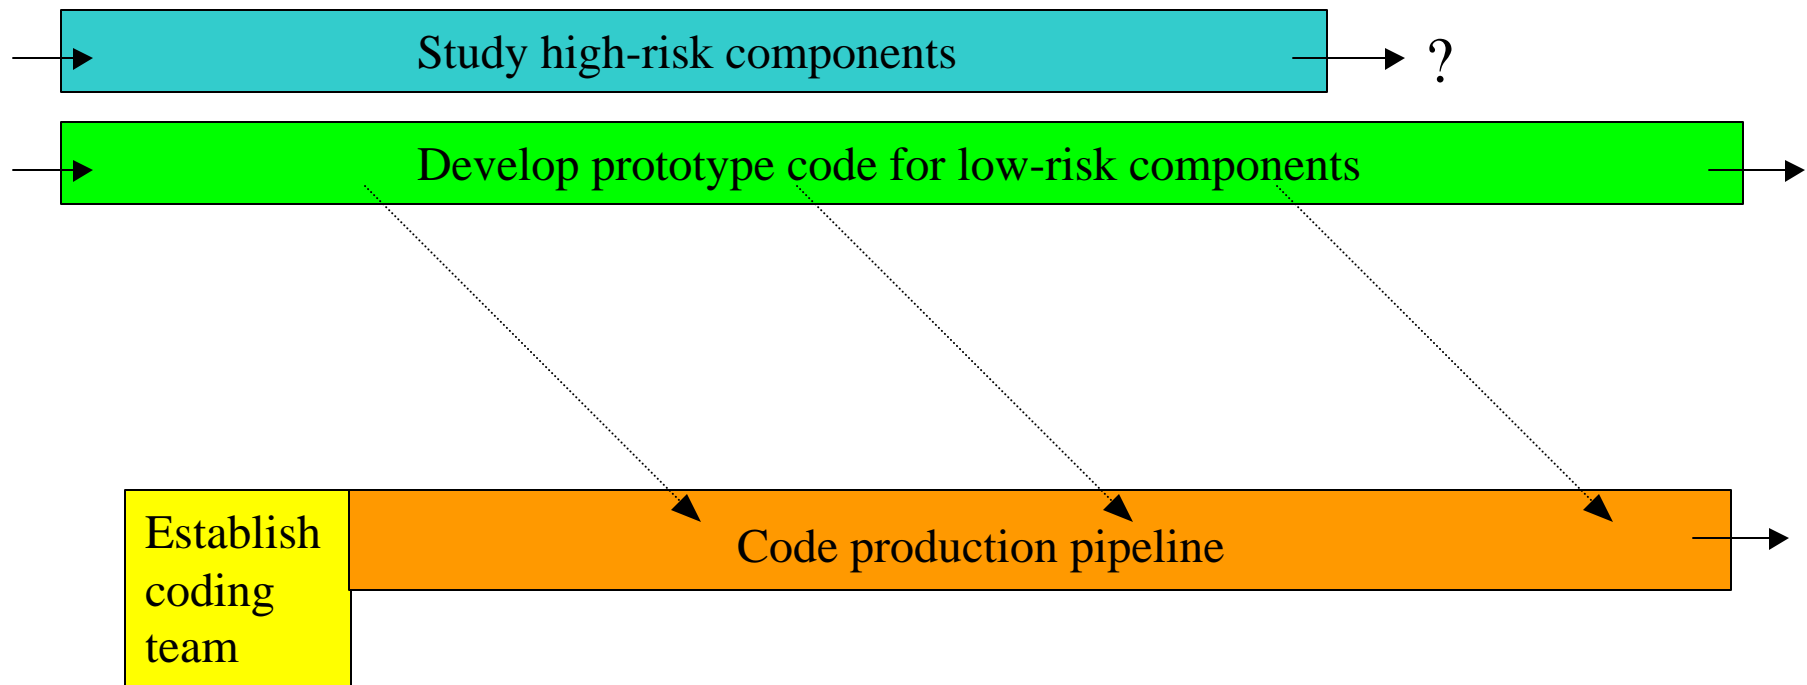 Study high-risk components
?
Develop prototype code for low-risk components
Establish
coding
team
Code production pipeline